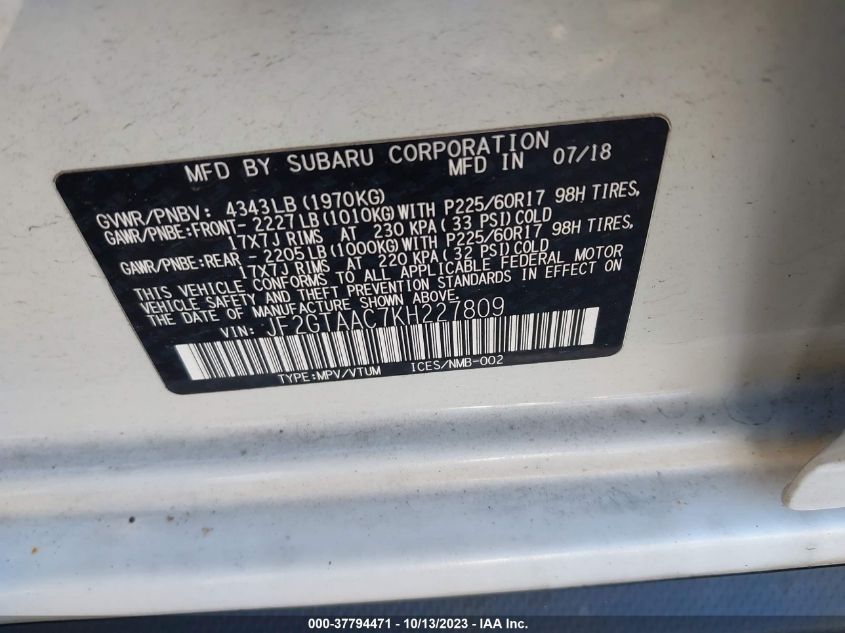 MFD BY SUBARU CORPORATION
MFD IN 07/18
GVWR/PNBV: 4343LB (1970KG)
GAWR/PNBE:FRONT- 2227LB (1010KG) WITH P225/60R17 98H TIRES,
17X7J RIMS AT 230 KPA ( 33 PSI) COLD
GAWR/PNBE:REAR - 2205LB (1000KG) WITH P225/60R17 98H TIRES,
17X7J RIMS AT 220 KPA ( 32 PSI) COLD
THIS VEHICLE CONFORMS TO ALL APPLICABLE FEDERAL MOTOR
VEHICLE SAFETY AND THEFT PREVENTION STANDARDS IN EFFECT ON
THE DATE OF MANUFACTURE SHOWN ABOVE.
VIN: JF2GTAAC7KH227809
TYPE:MPV/VTUM ICES/NMB-002
000-37794471 - 10/13/2023 - IAA Inc.